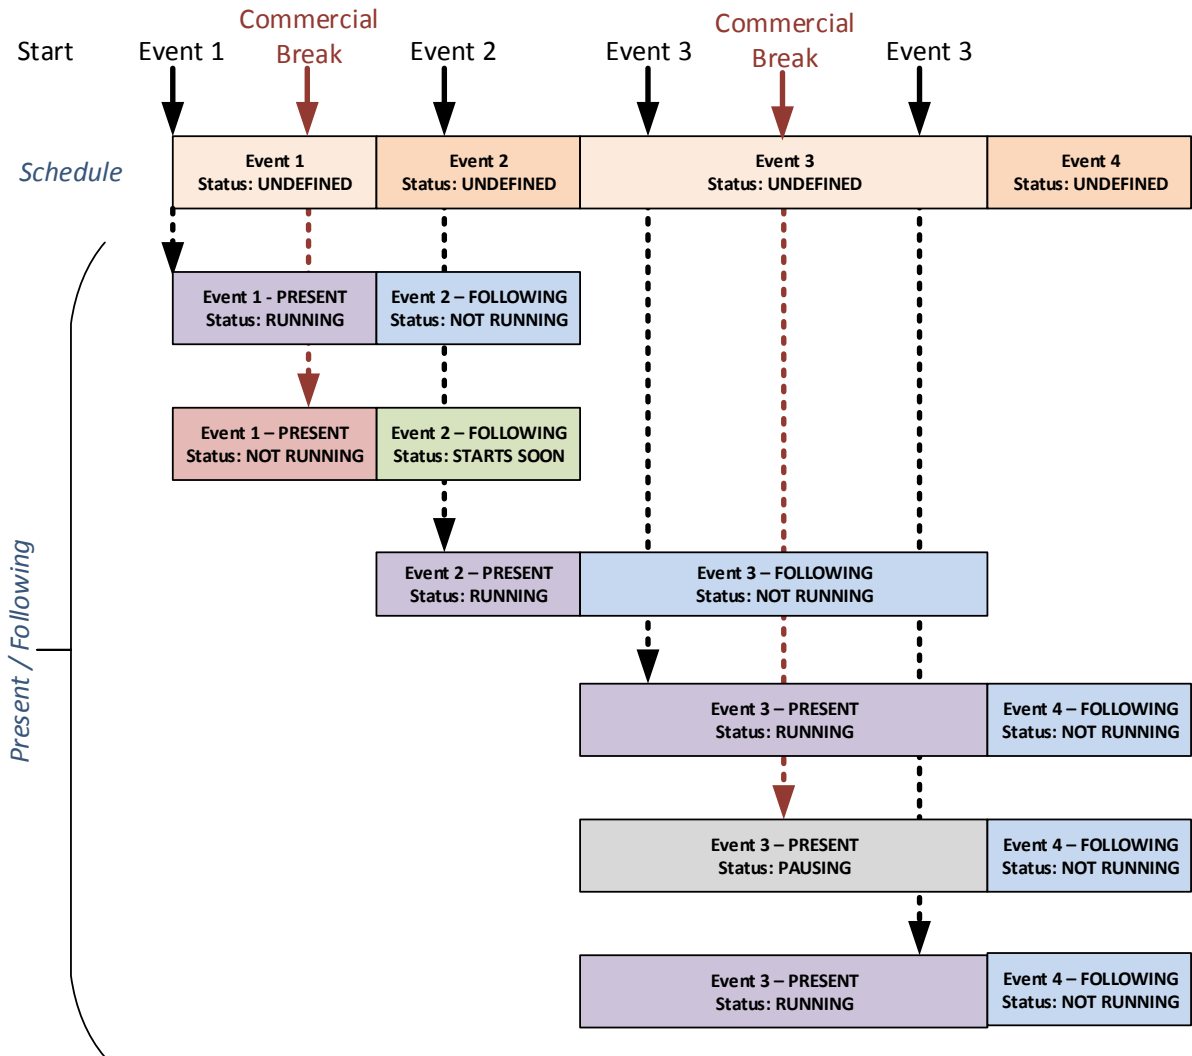 Start
Event 1
Commercial
Break
Event 2
Event 3
Commercial
Break
Event 3
Schedule
Event 1
Status: UNDEFINED
Event 2
Status: UNDEFINED
Event 3
Status: UNDEFINED
Event 4
Status: UNDEFINED
Present / Following
Event 1 - PRESENT
Status: RUNNING
Event 2 – FOLLOWING
Status: NOT RUNNING
Event 1 – PRESENT
Status: NOT RUNNING
Event 2 – FOLLOWING
Status: STARTS SOON
Event 2 – PRESENT
Status: RUNNING
Event 3 – FOLLOWING
Status: NOT RUNNING
Event 3 – PRESENT
Status: RUNNING
Event 4 – FOLLOWING
Status: NOT RUNNING
Event 3 – PRESENT
Status: PAUSING
Event 4 – FOLLOWING
Status: NOT RUNNING
Event 3 – PRESENT
Status: RUNNING
Event 4 – FOLLOWING
Status: NOT RUNNING